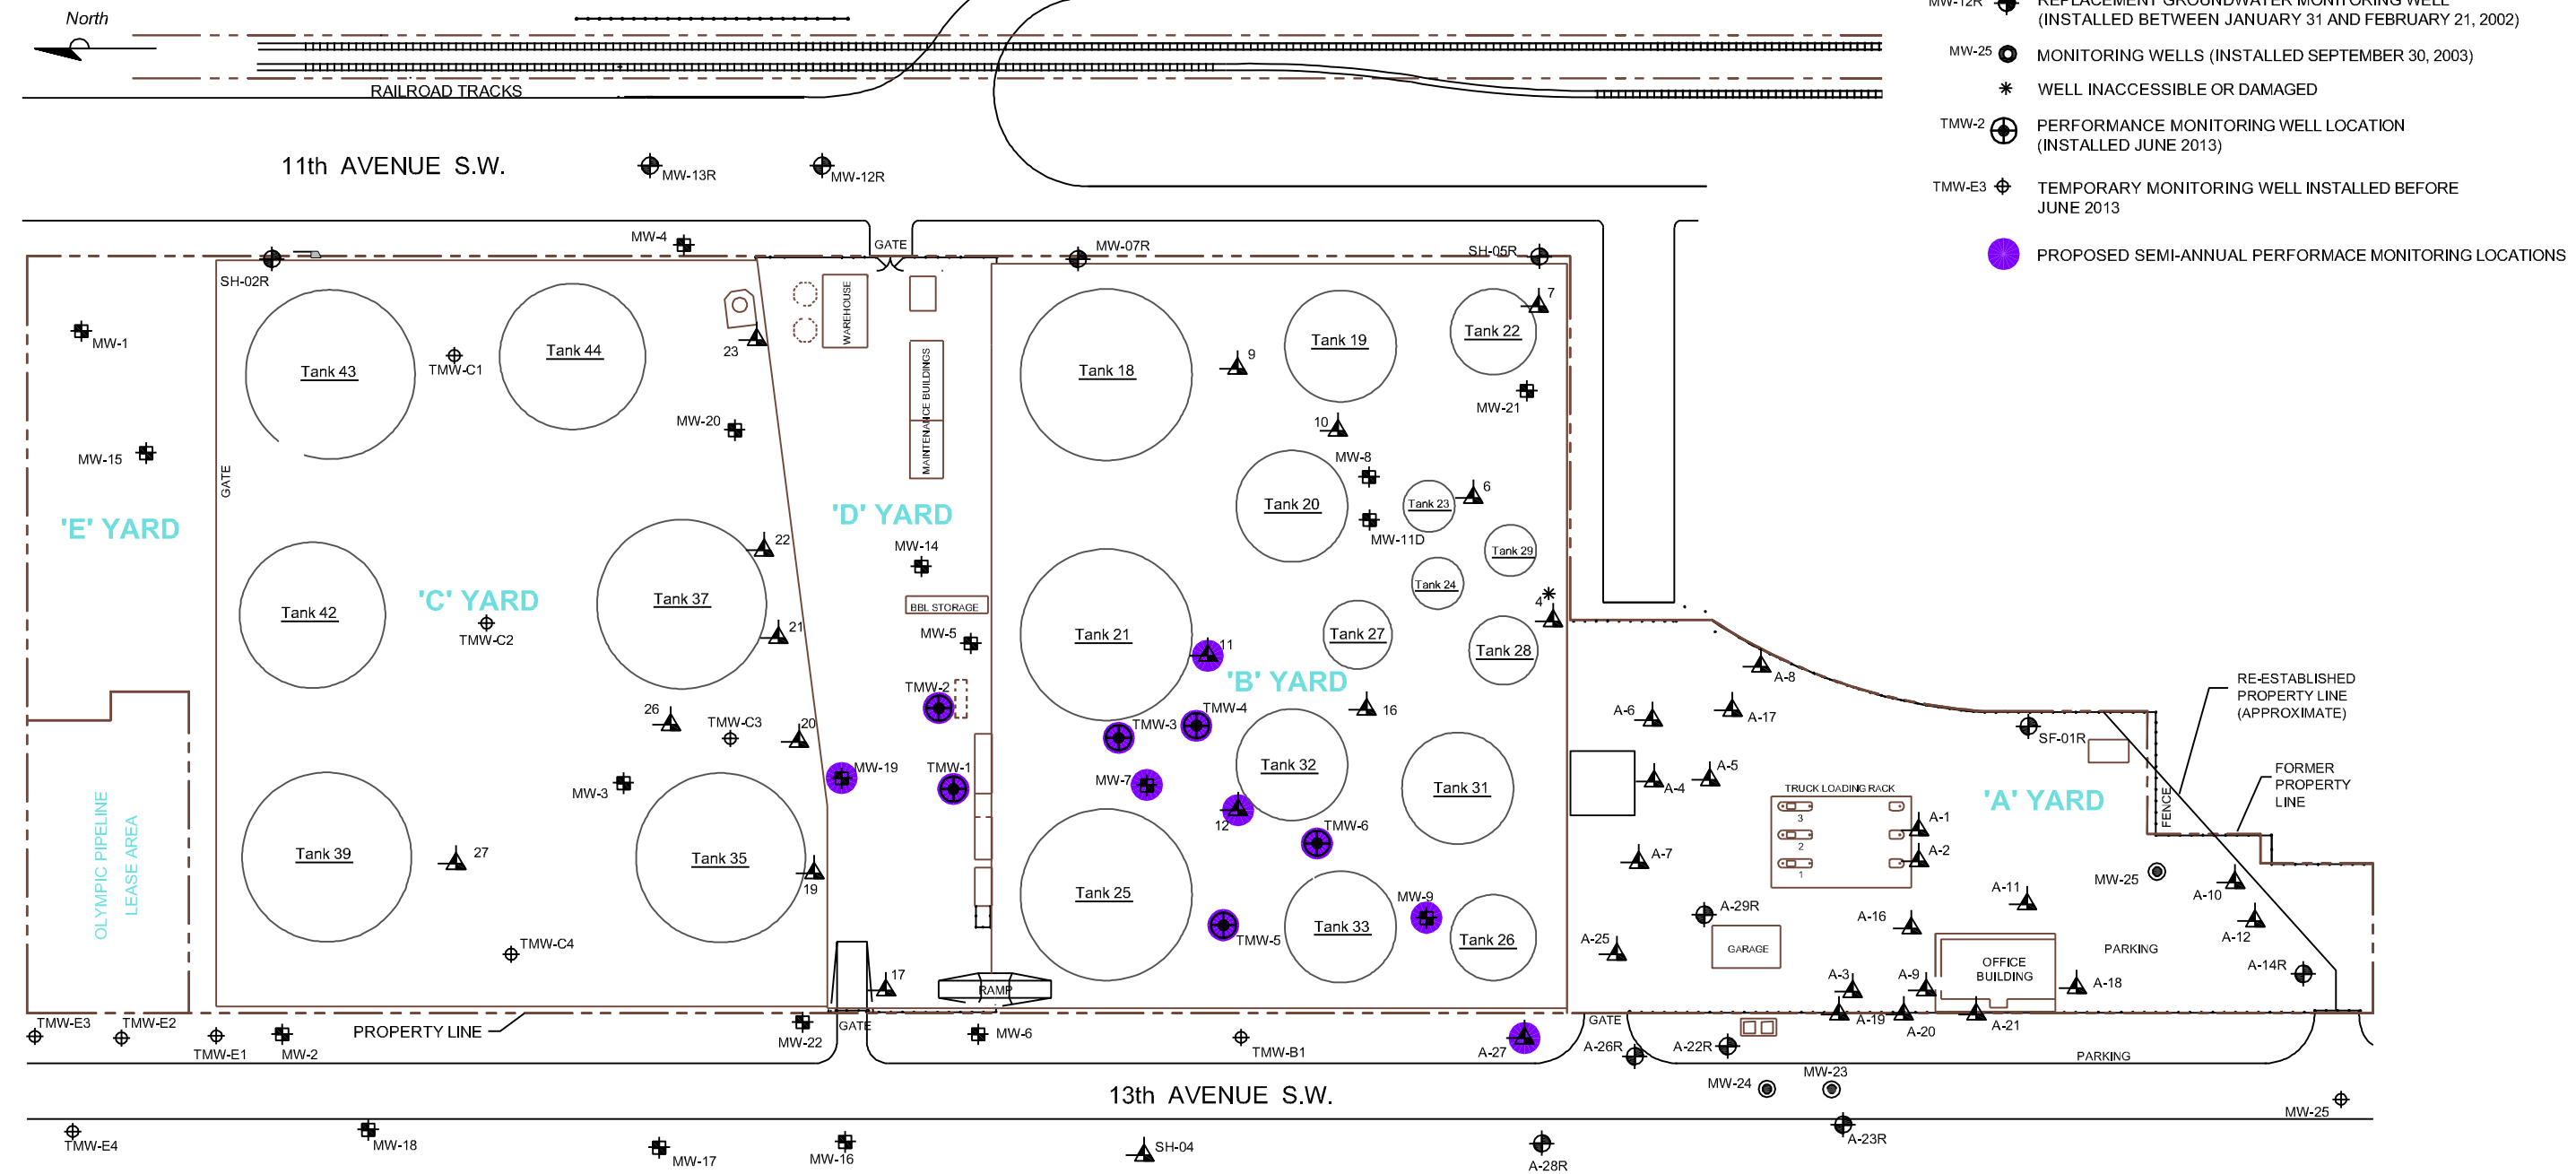 North
MW-12R
REPLACEMENT GROUNDWATER MONITORING WELL
(INSTALLED BETWEEN JANUARY 31 AND FEBRUARY 21, 2002)
MW-25
MONITORING WELLS (INSTALLED SEPTEMBER 30, 2003)
WELL INACCESSIBLE OR DAMAGED
TMW-2
PERFORMANCE MONITORING WELL LOCATION
(INSTALLED JUNE 2013)
TMW-E3
TEMPORARY MONITORING WELL INSTALLED BEFORE
JUNE 2013
PROPOSED SEMI-ANNUAL PERFORMACE MONITORING LOCATIONS
RAILROAD TRACKS
11th AVENUE S.W.
MW-13R
MW-12R
MW-4
GATE
MW-07R
SH-05R
SH-02R
MW-1
MW-15
GATE
'E' YARD
Tank 43
TMW-C1
Tank 44
23
MW-20
WAREHOUSE
MAINTENANCE BUILDINGS
'D' YARD
MW-14
BBL STORAGE
MW-5
Tank 18
9
Tank 19
Tank 22
7
MW-21
10
MW-8
Tank 20
Tank 23
6
MW-11D
Tank 29
Tank 24
4
Tank 42
'C' YARD
TMW-C2
Tank 37
22
21
Tank 21
11
Tank 27
Tank 28
'B' YARD
TMW-2
TMW-3
TMW-4
16
26
TMW-C3
20
MW-3
MW-19
TMW-1
MW-7
12
Tank 32
Tank 31
TMW-6
OLYMPIC PIPELINE
LEASE AREA
Tank 39
27
Tank 35
19
Tank 25
TMW-5
Tank 33
MW-9
Tank 26
TMW-C4
17
RAMP
A-8
A-6
A-17
SF-01R
RE-ESTABLISHED
PROPERTY LINE
(APPROXIMATE)
FORMER
PROPERTY
LINE
FENCE
A-4
A-5
TRUCK LOADING RACK
3
2
1
'A' YARD
A-1
A-2
A-7
A-29R
A-16
A-11
MW-25
A-10
A-12
A-25
GARAGE
OFFICE
BUILDING
PARKING
A-14R
A-3
A-9
A-18
A-19
A-20
A-21
TMW-E3
TMW-E2
TMW-E1
MW-2
PROPERTY LINE
MW-22
GATE
MW-6
TMW-B1
A-27
GATE
A-26R
A-22R
PARKING
MW-24
MW-23
MW-25
13th AVENUE S.W.
TMW-E4
MW-18
MW-17
MW-16
SH-04
A-28R
A-23R